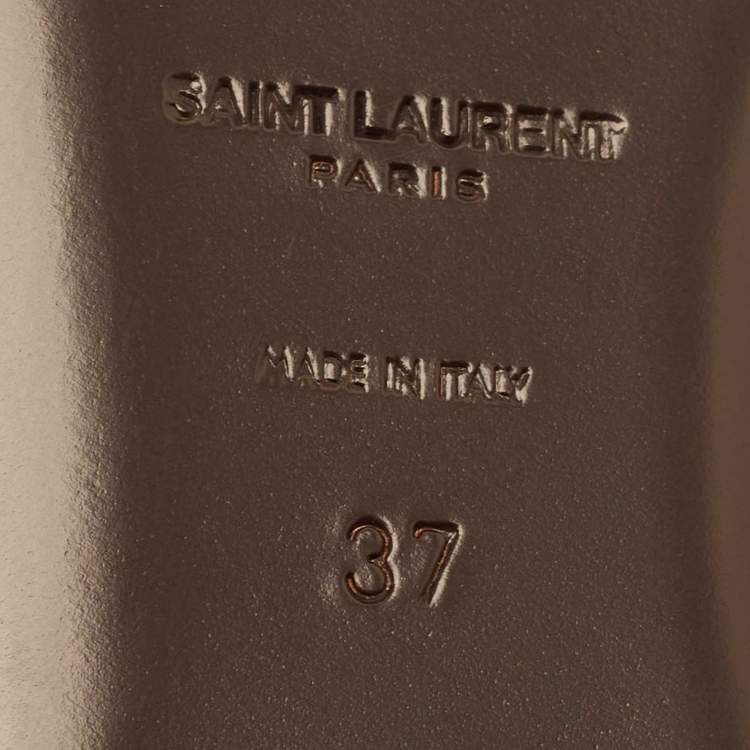 SAINT LAURENT
PARIS
MADE IN ITALY
37